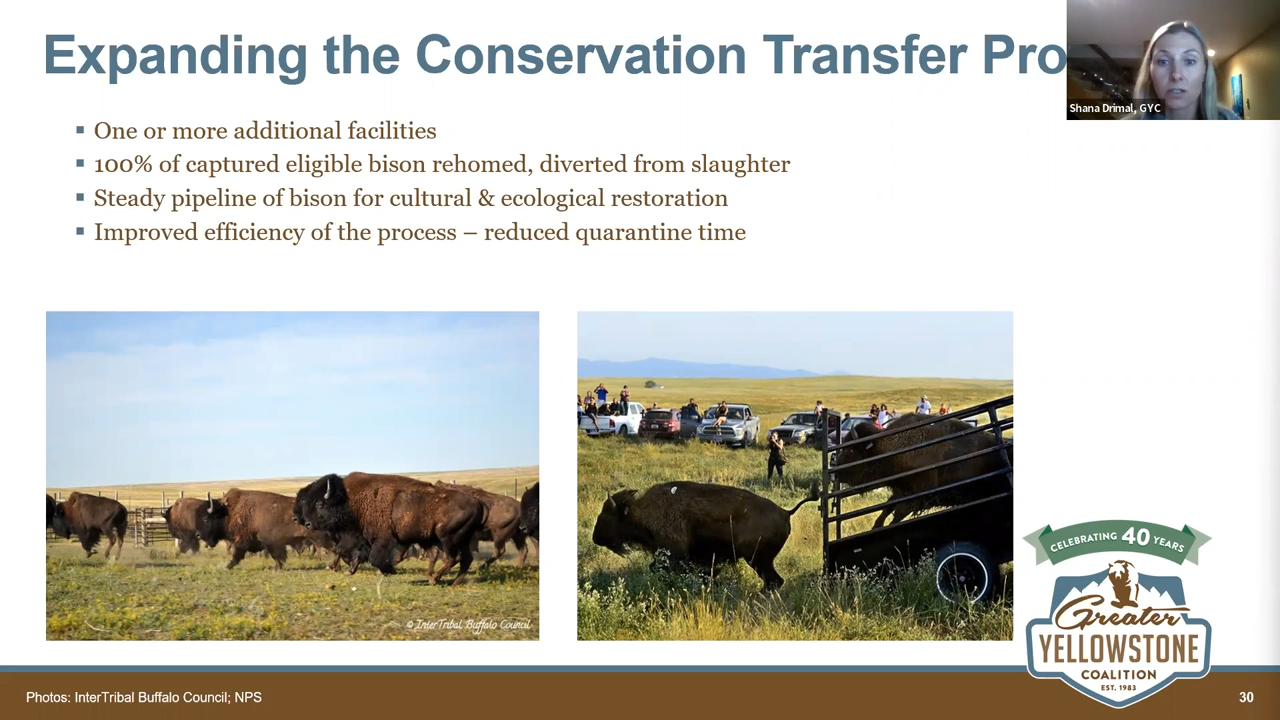 Expanding the Conservation Transfer Pro
Shana Drimal, GYC
▪ One or more additional facilities
▪ 100% of captured eligible bison rehomed, diverted from slaughter
▪ Steady pipeline of bison for cultural & ecological restoration
▪ Improved efficiency of the process – reduced quarantine time
© InterTribal Buffalo Council
CELEBRATING 40 YEARS
Greater
YELLOWSTONE
COALITION
EST. 1983
Photos: InterTribal Buffalo Council; NPS
30